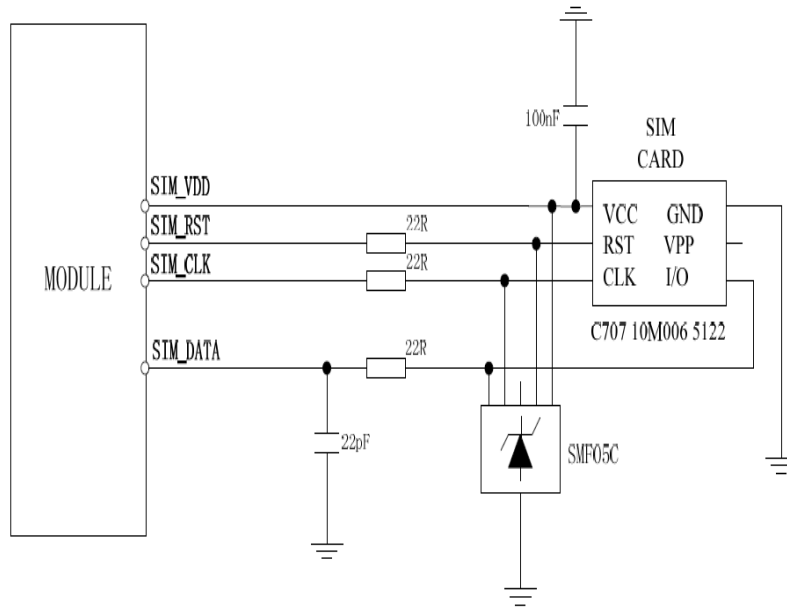 100nF
SIM
CARD
SIM_VDD
SIM_RST
22R
SIM_CLK
22R
MODULE
VCC GND
RST VPP
CLK I/O
C707 10M006 5122
SIM_DATA
22R
22pF
SMF05C